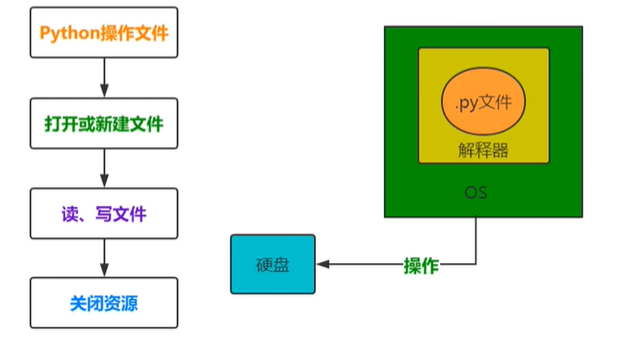 Python操作文件
打开或新建文件
读、写文件
关闭资源
.py文件
解释器
OS
操作
硬盘